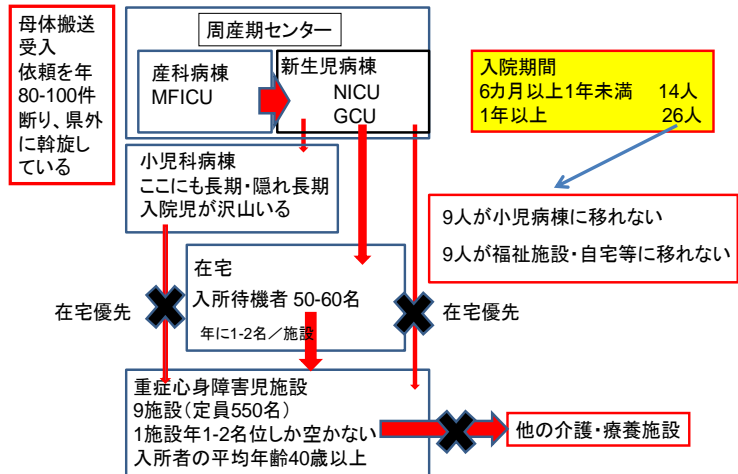 母体搬送
受入
依頼を年
80-100件
断り、県外
に斡旋し
ている
周産期センター
産科病棟
MFICU
新生児病棟
NICU
GCU
入院期間
6カ月以上1年未満 14人
1年以上 26人
小児科病棟
ここにも長期・隠れ長期
入院児が沢山いる
9人が小児病棟に移れない
9人が福祉施設・自宅等に移れない
在宅
入所待機者 50-60名
年に1-2名／施設
在宅優先
在宅優先
重症心身障害児施設
9施設（定員550名）
1施設年1-2名位しか空かない
入所者の平均年齢40歳以上
他の介護・療養施設